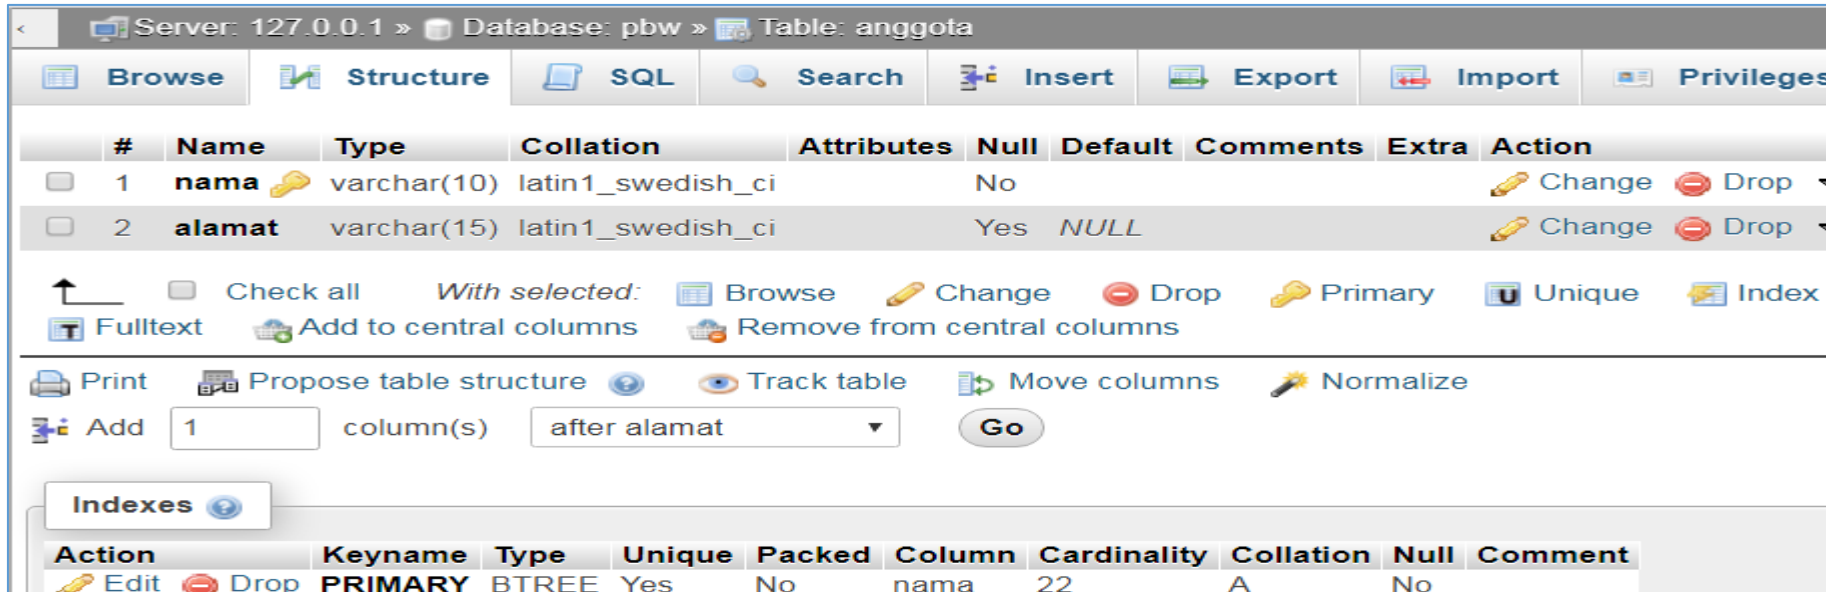 Server: 127.0.0.1 » Database: pbw » Table: anggota
Browse Structure SQL Search Insert Export Import Privileges
# Name Type Collation Attributes Null Default Comments Extra Action
1 nama varchar(10) latin1_swedish_ci No Change Drop
2 alamat varchar(15) latin1_swedish_ci Yes NULL Change Drop
Check all With selected: Browse Change Drop Primary Unique Index
Fulltext Add to central columns Remove from central columns
Print Propose table structure Track table Move columns Normalize
Add 1 column(s) after alamat Go
Indexes
Action Keyname Type Unique Packed Column Cardinality Collation Null Comment
Edit Drop PRIMARY BTREE Yes No nama 22 A No